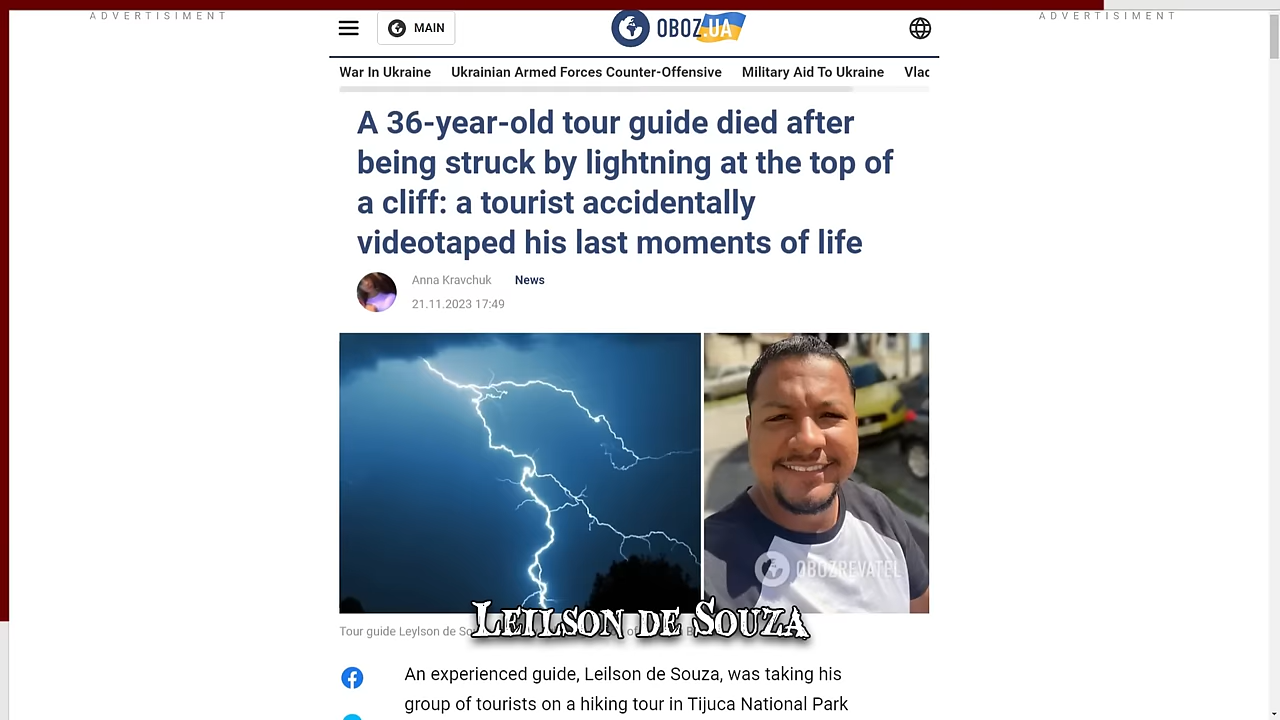 ADVERTISIMENT
ADVERTISIMENT
MAIN
OBOZ.UA
War In Ukraine Ukrainian Armed Forces Counter-Offensive Military Aid To Ukraine
A 36-year-old tour guide died after
being struck by lightning at the top of
a cliff: a tourist accidentally
videotaped his last moments of life
Anna Kravchuk News
21.11.2023 17:49
OBOZREVATEL
LEILSON DE SOUZA
Tour guide Leylson de
An experienced guide, Leilson de Souza, was taking his
group of tourists on a hiking tour in Tijuca National Park